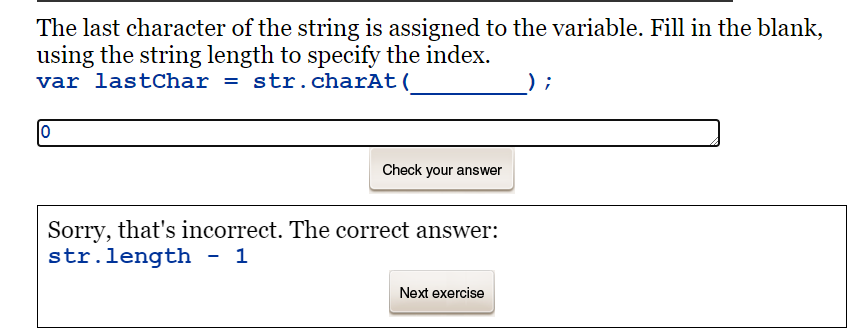 The last character of the string is assigned to the variable. Fill in the blank,
using the string length to specify the index.
var lastChar = str.charAt(________);
0
Check your answer
Sorry, that's incorrect. The correct answer:
str.length - 1
Next exercise